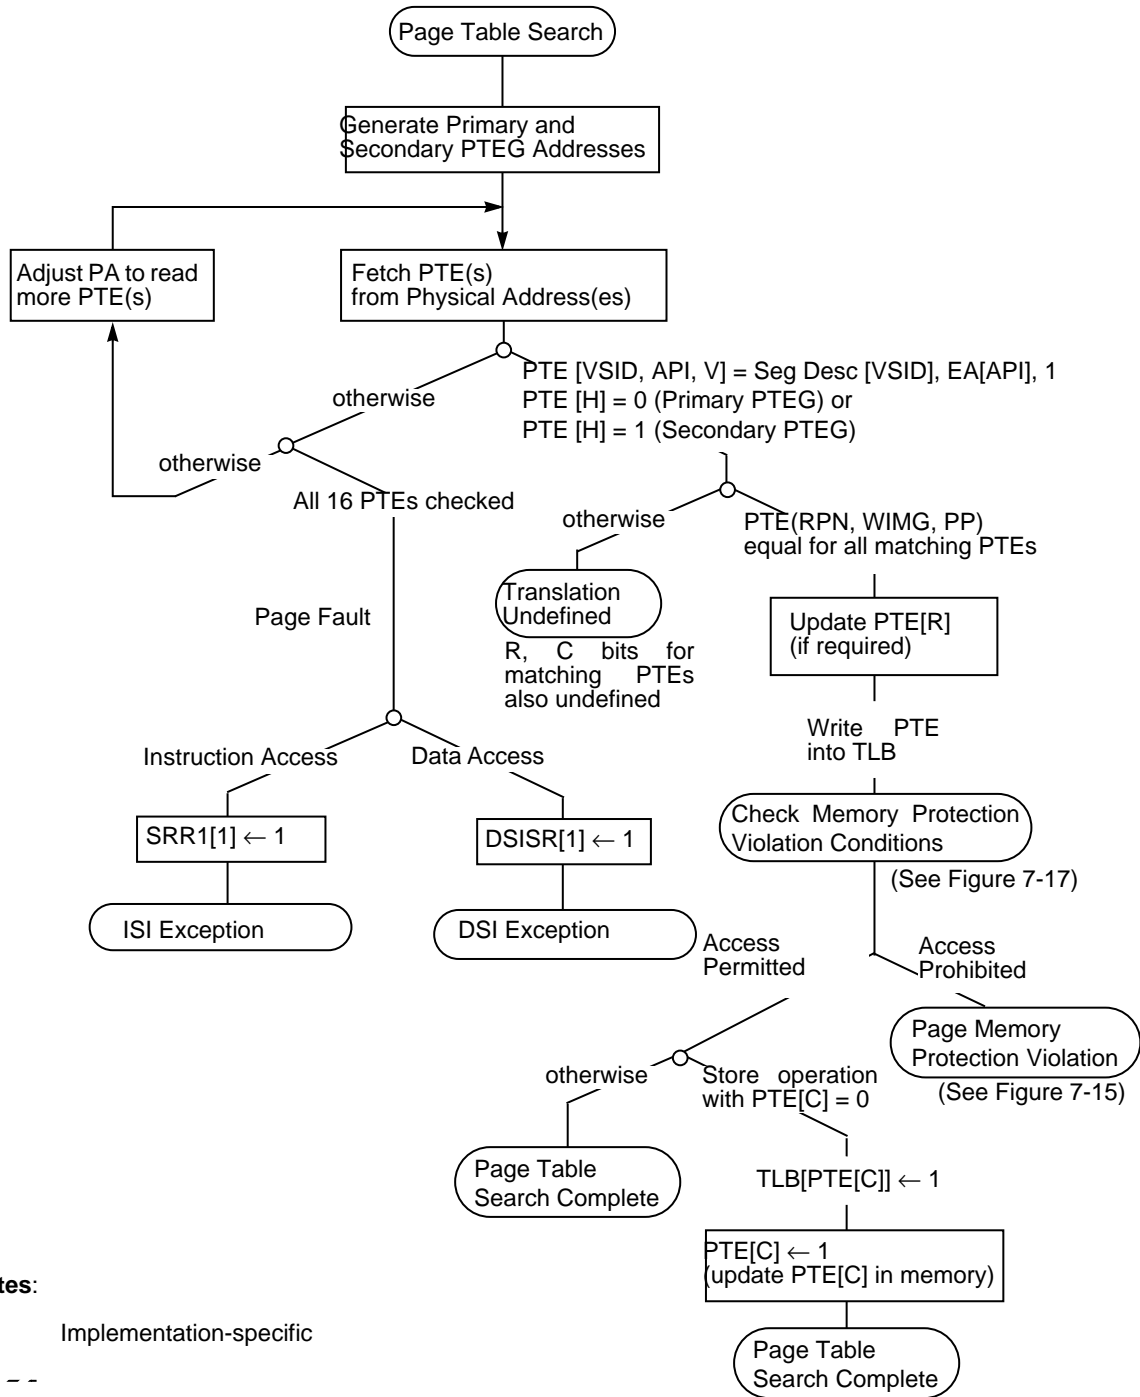 Page Table Search
Generate Primary and
Secondary PTEG Addresses
Adjust PA to read
more PTE(s)
Fetch PTE(s)
from Physical Address(es)
otherwise
PTE [VSID, API, V] = Seg Desc [VSID], EA[API], 1
PTE [H] = 0 (Primary PTEG) or
PTE [H] = 1 (Secondary PTEG)
otherwise
All 16 PTEs checked
otherwise
PTE(RPN, WIMG, PP)
equal for all matching PTEs
Translation
Undefined
R, C bits for
matching PTEs
also undefined
Page Fault
Update PTE[R]
(if required)
Write PTE
into TLB
Instruction Access
Data Access
SRR1[1] ← 1
DSISR[1] ← 1
Check Memory Protection
Violation Conditions
(See Figure 7-17)
ISI Exception
DSI Exception
Access
Permitted
Access
Prohibited
Page Memory
Protection Violation
(See Figure 7-15)
otherwise
Store operation
with PTE[C] = 0
Page Table
Search Complete
TLB[PTE[C]] ← 1
PTE[C] ← 1
(update PTE[C] in memory)
Page Table
Search Complete
tes:
Implementation-specific